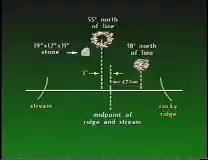 55' north
of line
19"x12"x11"
stone
18' north
of line
3'
47'
stream
rocky
ridge
midpoint of
ridge and stream